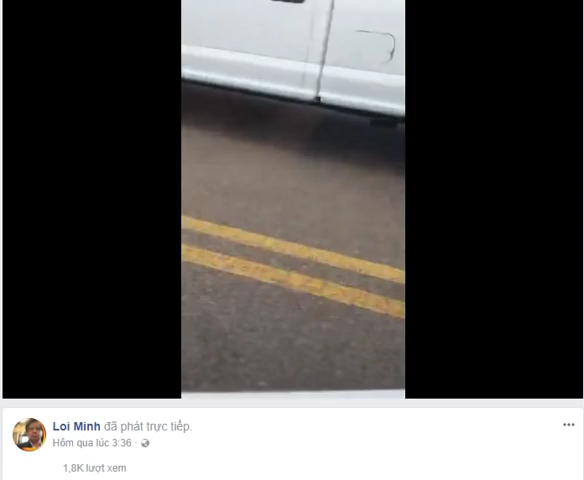 Loi Minh đã phát trực tiếp.
Hôm qua lúc 3:36 ·
1,8K lượt xem